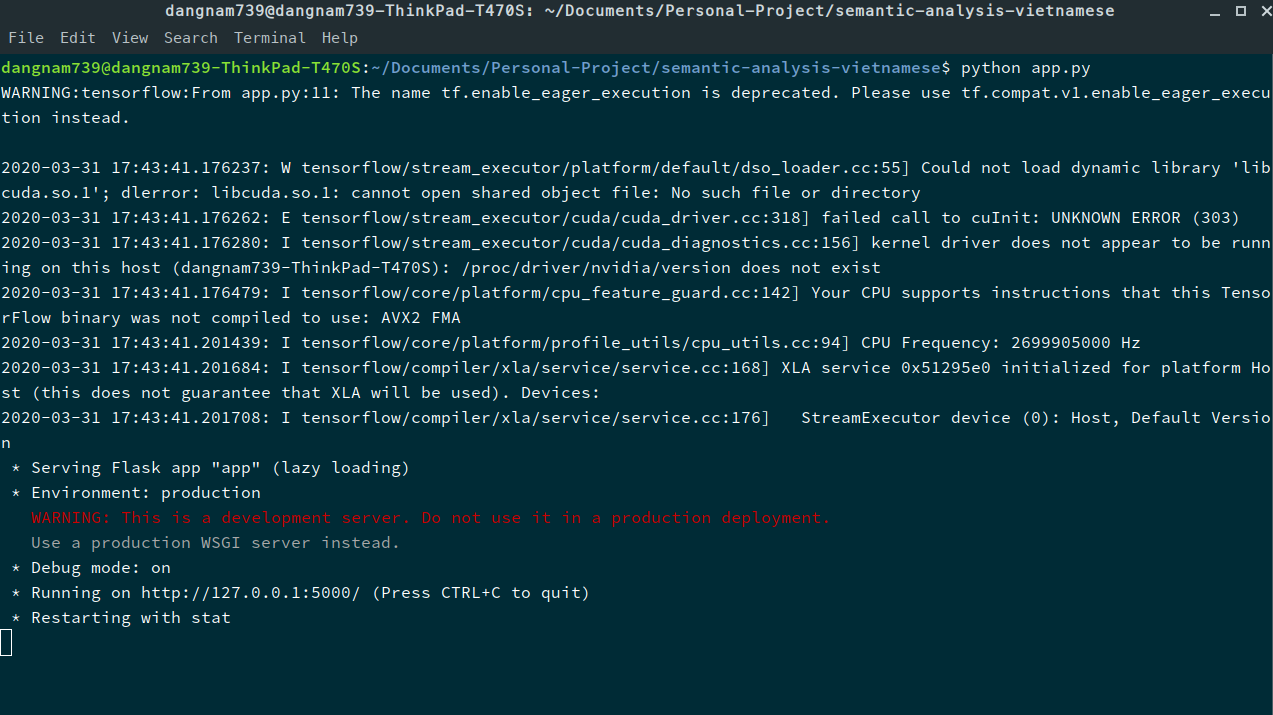 dangnam739@dangnam739-ThinkPad-T470S: ~/Documents/Personal-Project/semantic-analysis-vietnamese
File Edit View Search Terminal Help
dangnam739@dangnam739-ThinkPad-T470S:~/Documents/Personal-Project/semantic-analysis-vietnamese$ python app.py
WARNING:tensorflow:From app.py:11: The name tf.enable_eager_execution is deprecated. Please use tf.compat.v1.enable_eager_execu
tion instead.
2020-03-31 17:43:41.176237: W tensorflow/stream_executor/platform/default/dso_loader.cc:55] Could not load dynamic library 'lib
cuda.so.1'; dlerror: libcuda.so.1: cannot open shared object file: No such file or directory
2020-03-31 17:43:41.176262: E tensorflow/stream_executor/cuda/cuda_driver.cc:318] failed call to cuInit: UNKNOWN ERROR (303)
2020-03-31 17:43:41.176280: I tensorflow/stream_executor/cuda/cuda_diagnostics.cc:156] kernel driver does not appear to be runn
ing on this host (dangnam739-ThinkPad-T470S): /proc/driver/nvidia/version does not exist
2020-03-31 17:43:41.176479: I tensorflow/core/platform/cpu_feature_guard.cc:142] Your CPU supports instructions that this Tenso
rFlow binary was not compiled to use: AVX2 FMA
2020-03-31 17:43:41.201439: I tensorflow/core/platform/profile_utils/cpu_utils.cc:94] CPU Frequency: 2699905000 Hz
2020-03-31 17:43:41.201684: I tensorflow/compiler/xla/service/service.cc:168] XLA service 0x51295e0 initialized for platform Ho
st (this does not guarantee that XLA will be used). Devices:
2020-03-31 17:43:41.201708: I tensorflow/compiler/xla/service/service.cc:176]   StreamExecutor device (0): Host, Default Versio
n
 * Serving Flask app "app" (lazy loading)
 * Environment: production
   WARNING: This is a development server. Do not use it in a production deployment.
   Use a production WSGI server instead.
 * Debug mode: on
 * Running on http://127.0.0.1:5000/ (Press CTRL+C to quit)
 * Restarting with stat